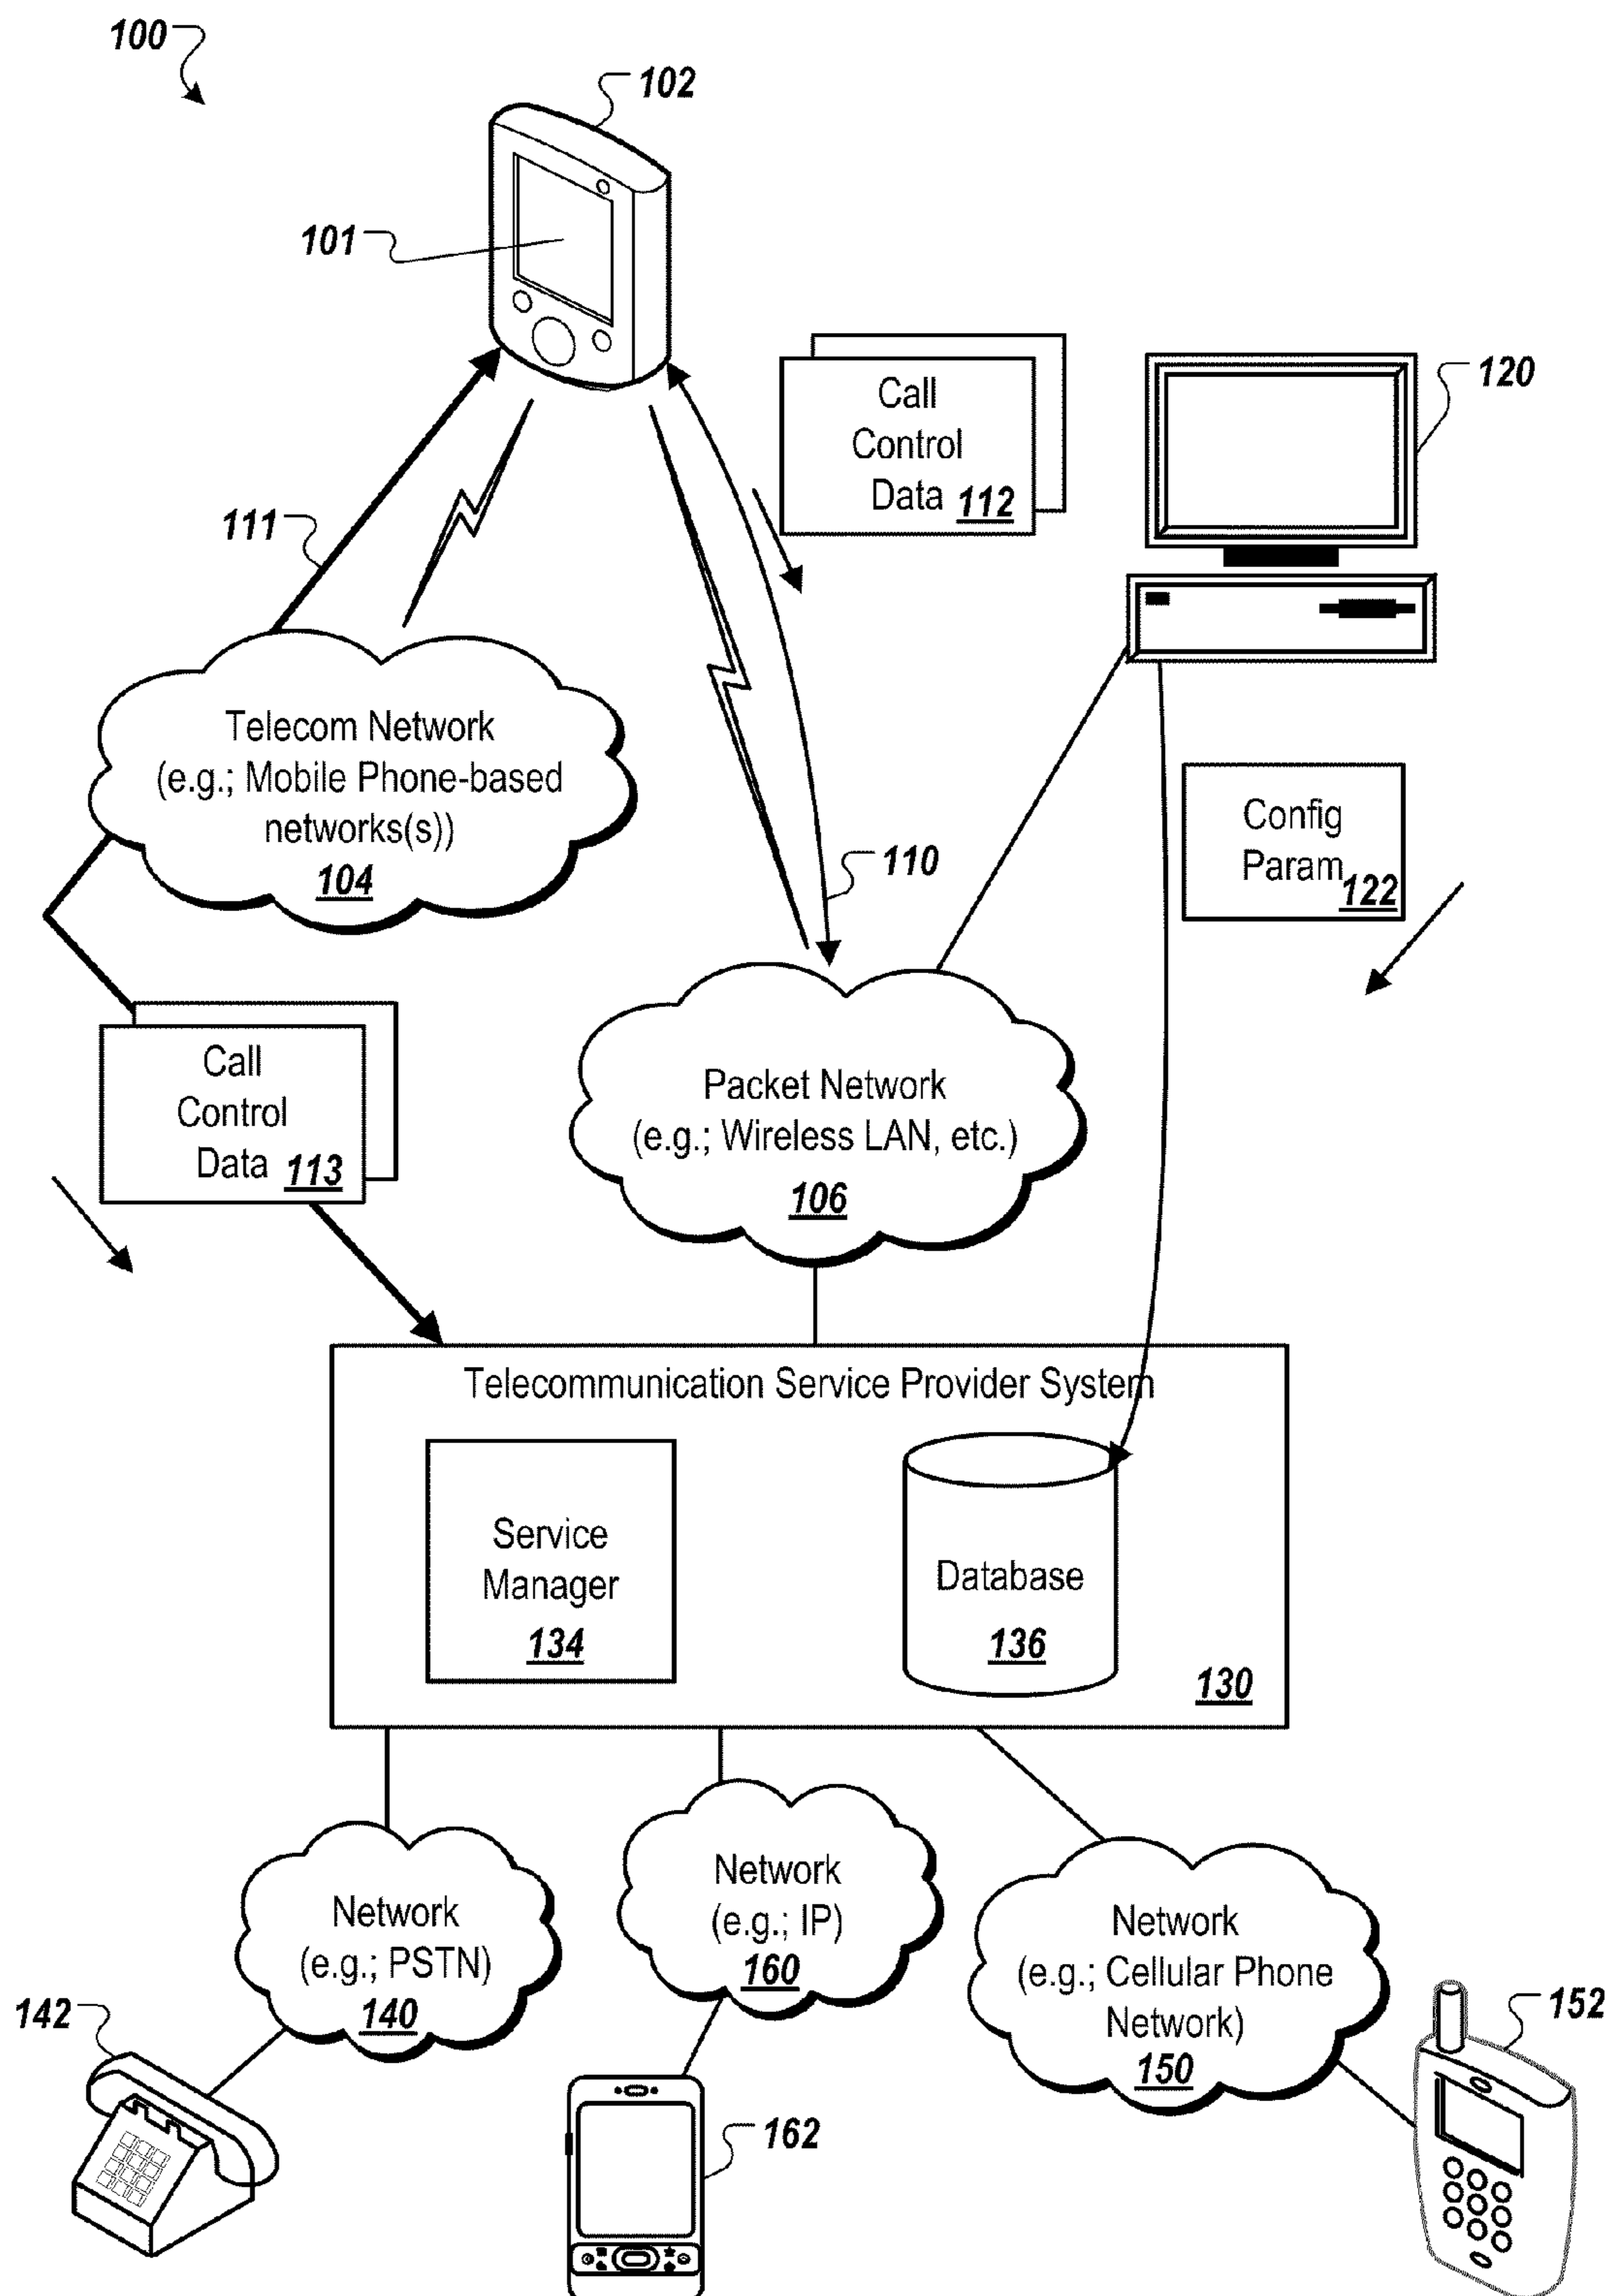 100
102
101
Call
Control
Data 112
120
111
Telecom Network
(e.g.; Mobile Phone-based
networks(s))
104
Config
Param
122
110
Call
Control
Data 113
Packet Network
(e.g.; Wireless LAN, etc.)
106
Telecommunication Service Provider System
Service
Manager
134
Database
136
130
Network
(e.g.; PSTN)
140
Network
(e.g.; IP)
160
Network
(e.g.; Cellular Phone
Network)
150
142
152
162